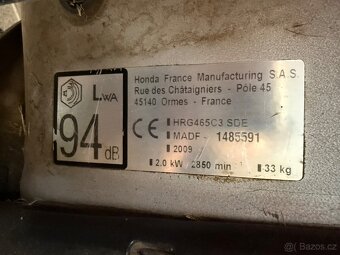 Honda France Manufacturing S.A.S.
Rue des Châtaigniers - Pôle 45
45140 Ormes - France
LWA
94 dB
CE
HRG465C3 SDE
MADF - 1485591
2009
2.0 kW 2850 min
33 kg
Bazos.cz